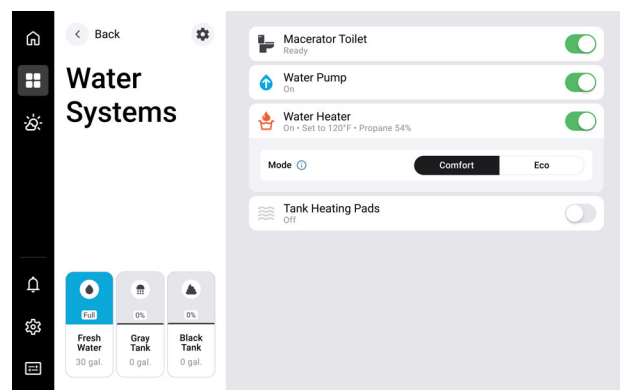 Back
Water
Systems
Full
0%
0%
Fresh
Water
30 gal.
Gray
Tank
0 gal.
Black
Tank
0 gal.
Macerator Toilet
Ready
Water Pump
On
Water Heater
On • Set to 120°F • Propane 54%
Mode
Comfort
Eco
Tank Heating Pads
Off